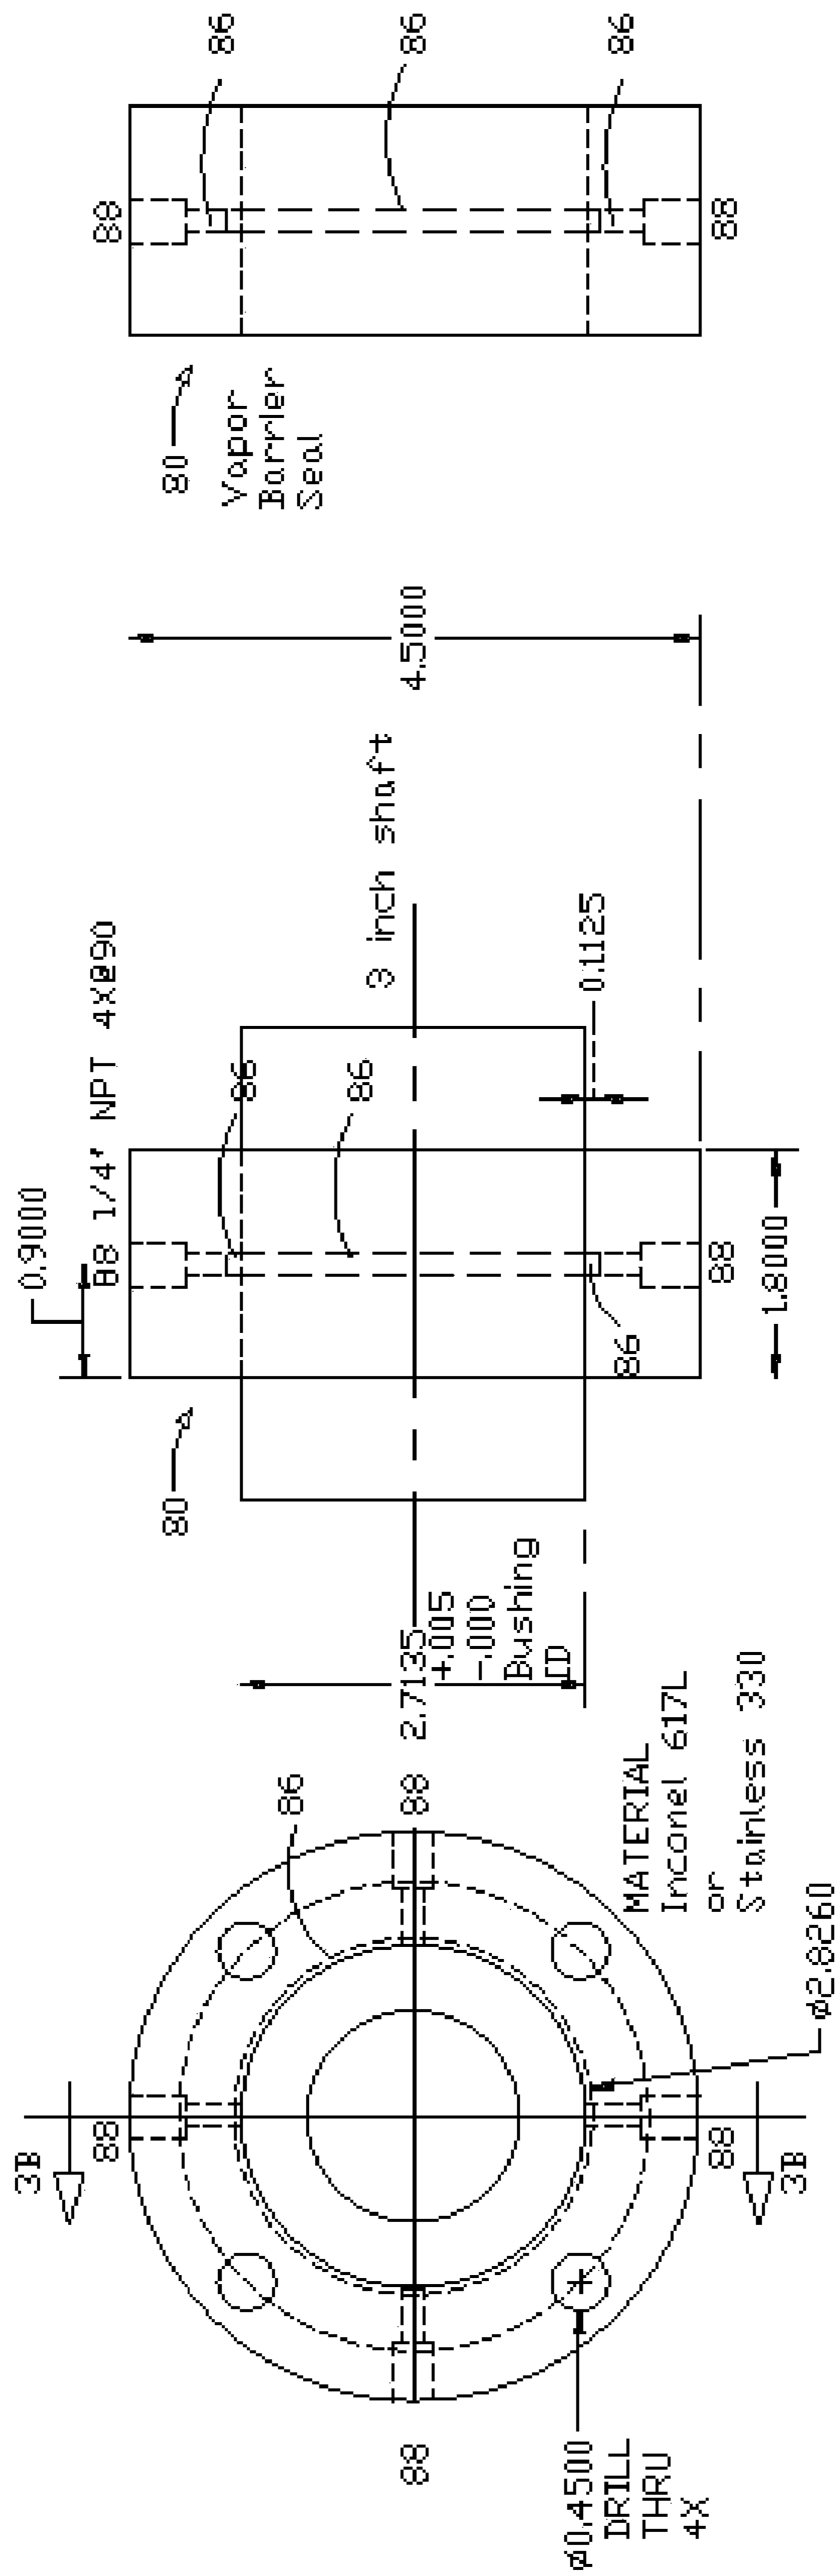 3B
88
88
88
88
86
3B
ø0.4500
DRILL
THRU
4X
ø2.8260
MATERIAL
Inconel 617L
or
Stainless 330
2.7135
+.005
-.000
Bushing
ID
80
0.9000
88 1/4' NPT 4X@90
86
86
86
88
1.8000
0.1125
3 inch shaft
4.5000
80
Vapor
Barrier
Seal
88
86
86
86
88